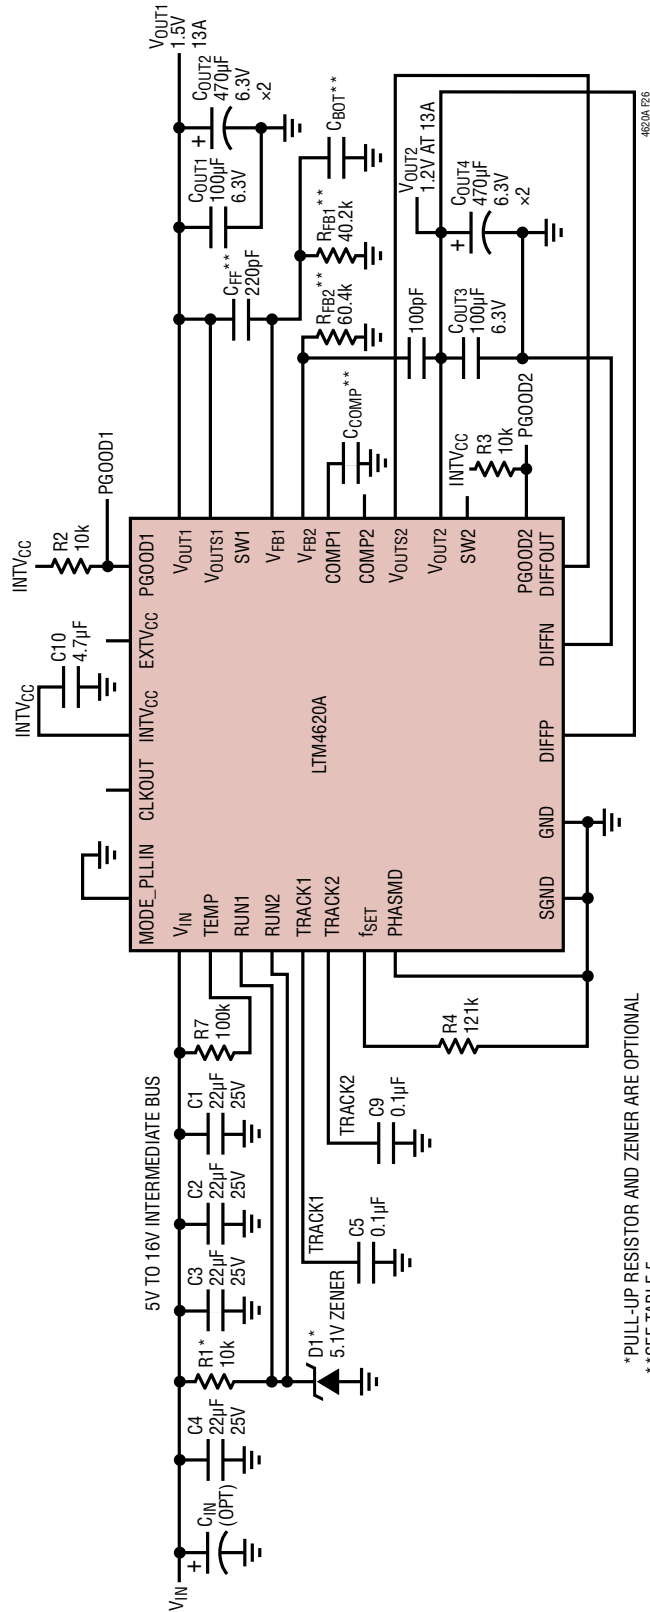 INTVCC
R2
10k
PGOOD1
INTVCC
C10
4.7µF
MODE_PLLIN
CLKOUT
INTVCC
EXTVCC
PGOOD1
VIN
CIN
(OPT)
C4
22µF
25V
R1*
10k
5V TO 16V INTERMEDIATE BUS
C3
22µF
25V
C2
22µF
25V
C1
22µF
25V
R7
100k
D1*
5.1V ZENER
TRACK1
C5
0.1µF
TRACK2
C9
0.1µF
R4
121k
VIN
TEMP
RUN1
RUN2
TRACK1
TRACK2
fSET
PHASMD
LTM4620A
VOUT1
VOUTS1
SW1
VFB1
VFB2
COMP1
COMP2
VOUTS2
VOUT2
SW2
PGOOD2
SGND
GND
DIFFP
DIFFN
DIFFOUT
VOUT1
1.5V
13A
COUT2
470µF
6.3V
×2
COUT1
100µF
6.3V
CFF**
220pF
CBOT**
RFB1**
40.2k
RFB2**
60.4k
CCOMP**
100pF
VOUT2
1.2V AT 13A
COUT4
470µF
6.3V
×2
COUT3
100µF
6.3V
INTVCC
R3
10k
PGOOD2
4620A F26
*PULL-UP RESISTOR AND ZENER ARE OPTIONAL
**SEE TABLE 5